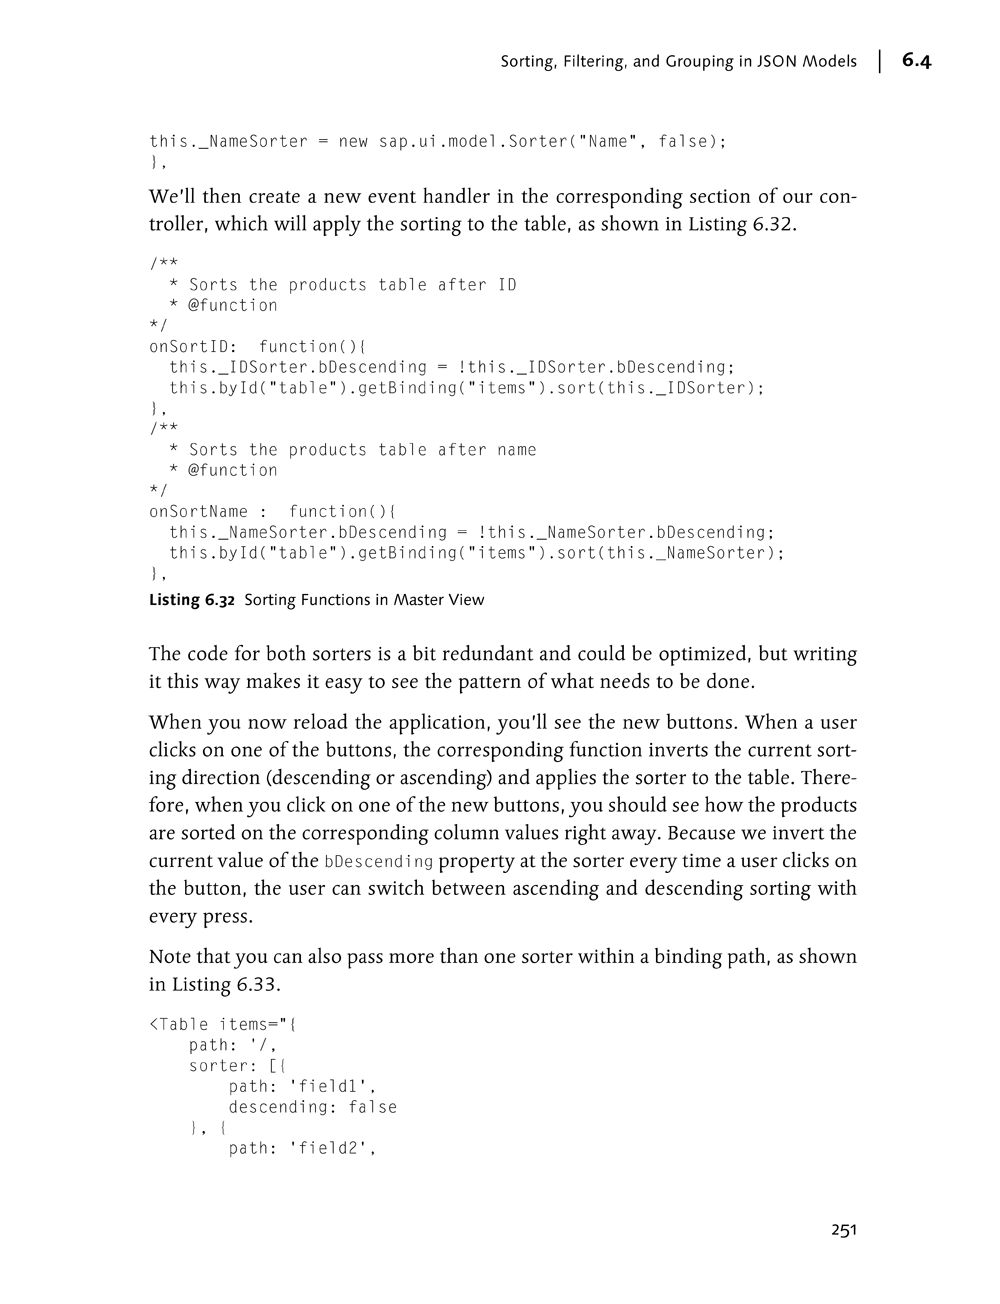 Sorting, Filtering, and Grouping in JSON Models | 6.4
this._NameSorter = new sap.ui.model.Sorter("Name", false);
},
We'll then create a new event handler in the corresponding section of our con-
troller, which will apply the sorting to the table, as shown in Listing 6.32.
/**
  * Sorts the products table after ID
  * @function
*/
onSortID:  function(){
  this._IDSorter.bDescending = !this._IDSorter.bDescending;
  this.byId("table").getBinding("items").sort(this._IDSorter);
},
/**
  * Sorts the products table after name
  * @function
*/
onSortName :  function(){
  this._NameSorter.bDescending = !this._NameSorter.bDescending;
  this.byId("table").getBinding("items").sort(this._NameSorter);
},
Listing 6.32 Sorting Functions in Master View
The code for both sorters is a bit redundant and could be optimized, but writing
it this way makes it easy to see the pattern of what needs to be done.
When you now reload the application, you'll see the new buttons. When a user
clicks on one of the buttons, the corresponding function inverts the current sort-
ing direction (descending or ascending) and applies the sorter to the table. There-
fore, when you click on one of the new buttons, you should see how the products
are sorted on the corresponding column values right away. Because we invert the
current value of the bDescending property at the sorter every time a user clicks on
the button, the user can switch between ascending and descending sorting with
every press.
Note that you can also pass more than one sorter within a binding path, as shown
in Listing 6.33.
<Table items="{
    path: '/,
    sorter: [{
        path: 'field1',
        descending: false
    }, {
        path: 'field2',
251